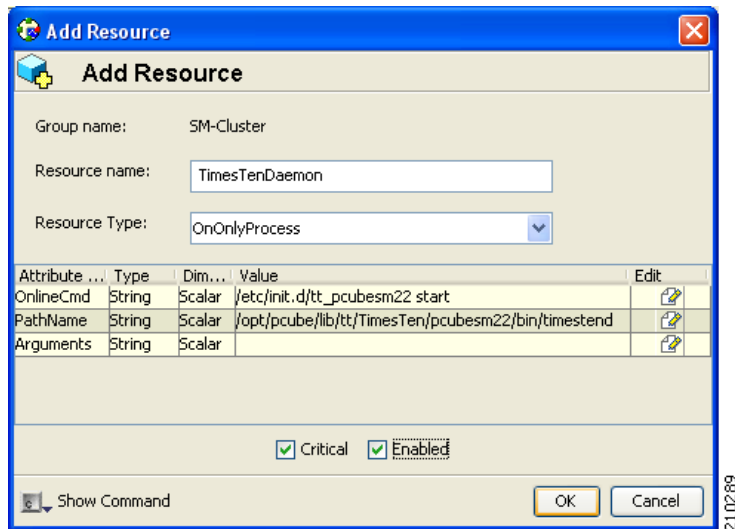 Add Resource
Add Resource
Group name: SM-Cluster
Resource name: TimesTenDaemon
Resource Type: OnOnlyProcess
Attribute ... Type Dim... Value Edit
OnlineCmd String Scalar /etc/init.d/tt_pcubesm22 start
PathName String Scalar /opt/pcube/lib/tt/TimesTen/pcubesm22/bin/timestend
Arguments String Scalar
Critical Enabled
Show Command OK Cancel
210289